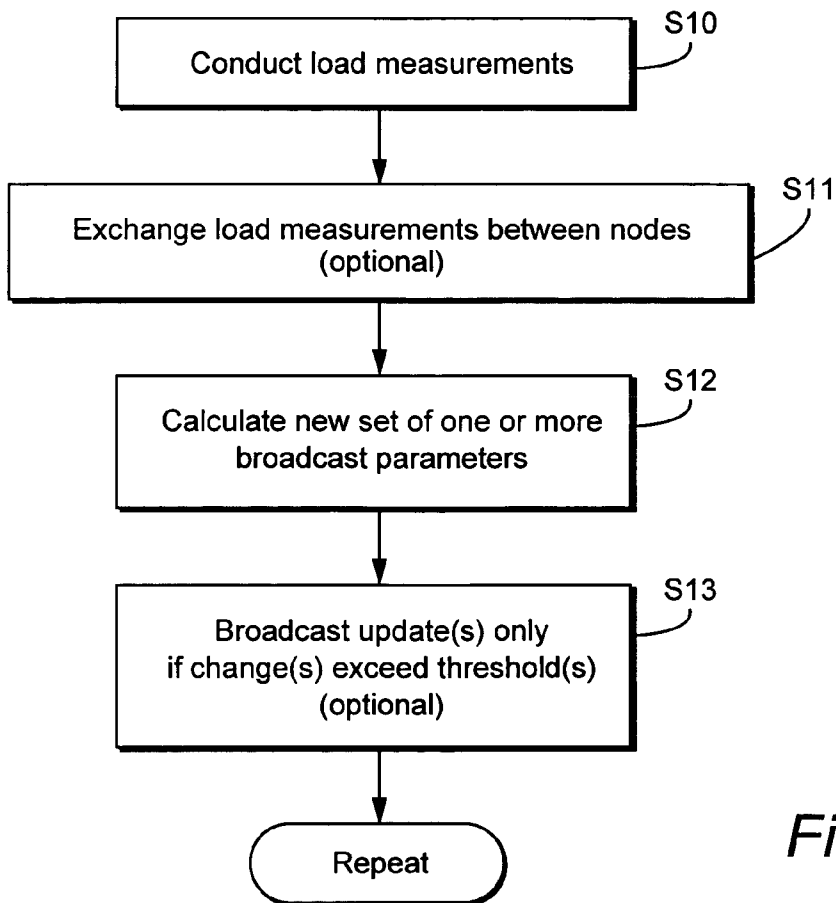 S10
Conduct load measurements
S11
Exchange load measurements between nodes
(optional)
S12
Calculate new set of one or more
broadcast parameters
S13
Broadcast update(s) only
if change(s) exceed threshold(s)
(optional)
Repeat
Fi